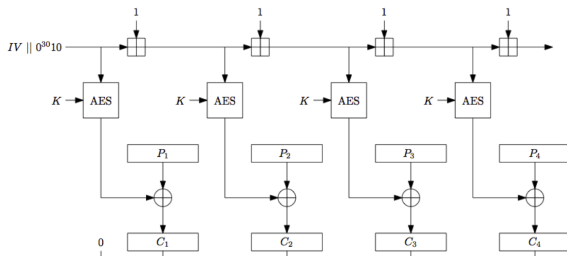 1 1 1 1
IV || 0³⁰10
K AES K AES K AES K AES
P₁ P₂ P₃ P₄
0 C₁ C₂ C₃ C₄